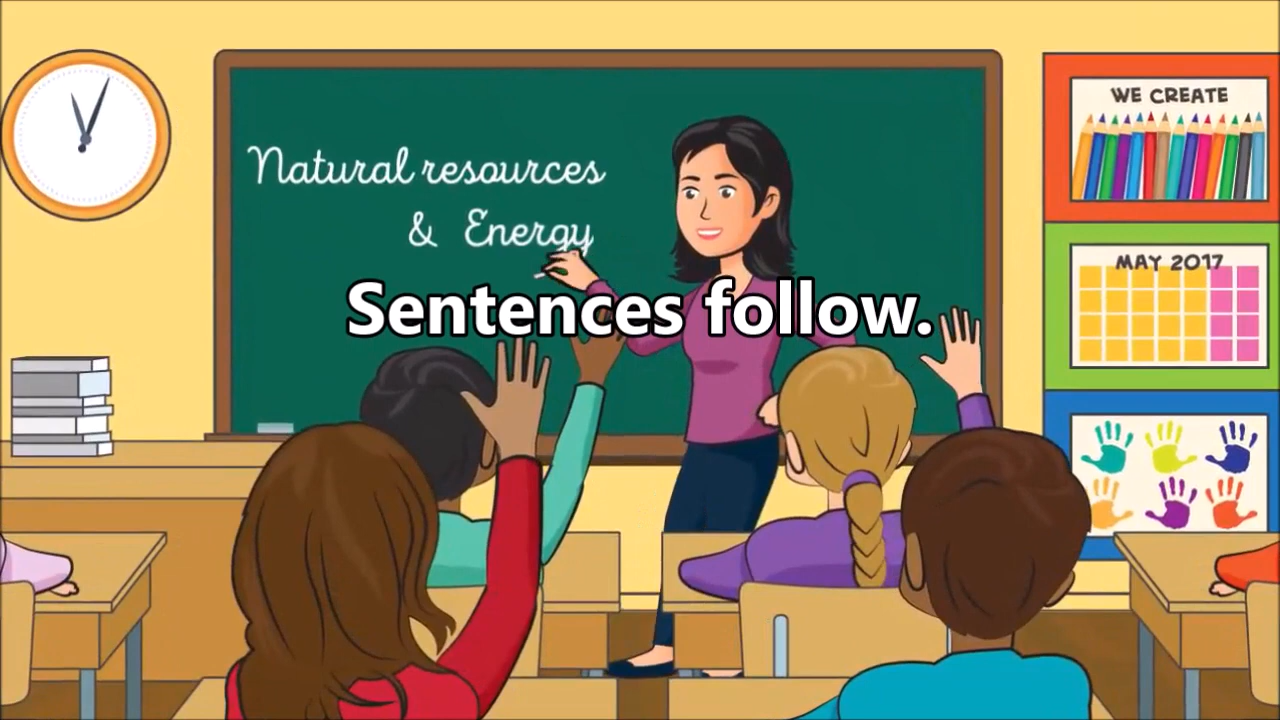 Natural resources
& Energy
Sentences follow.
WE CREATE
MAY 2017